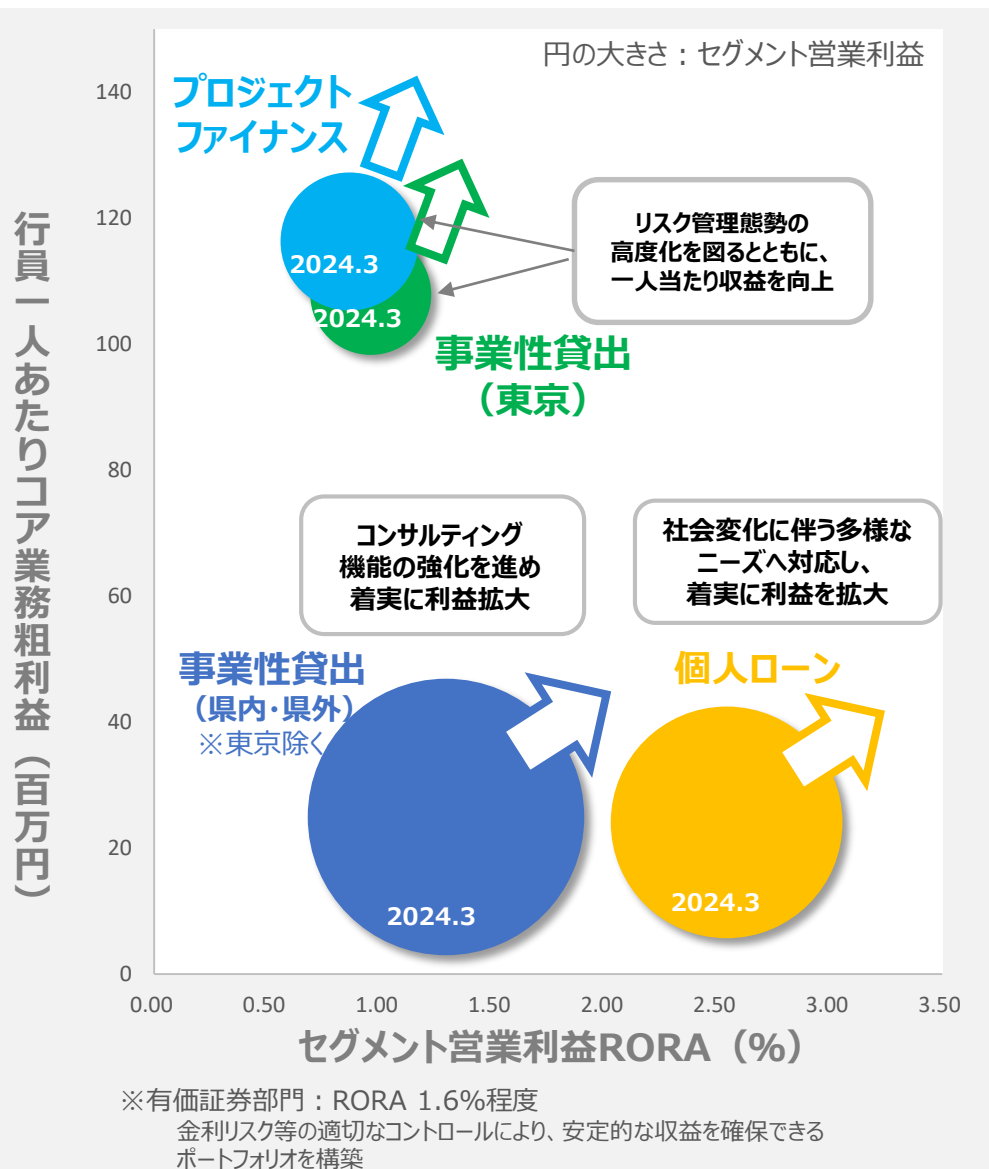 円の大きさ：セグメント営業利益
行員一人あたりコア業務粗利益（百万円）
140
120
100
80
60
40
20
0
プロジェクト
ファイナンス
2024.3
2024.3
事業性貸出
（東京）
リスク管理態勢の
高度化を図るとともに、
一人当たり収益を向上
コンサルティング
機能の強化を進め
着実に利益拡大
社会変化に伴う多様な
ニーズへ対応し、
着実に利益を拡大
事業性貸出
（県内･県外）
※東京除く
2024.3
個人ローン
2024.3
0.00 0.50 1.00 1.50 2.00 2.50 3.00 3.50
セグメント営業利益RORA（%）
※有価証券部門：RORA 1.6%程度
金利リスク等の適切なコントロールにより、安定的な収益を確保できる
ポートフォリオを構築